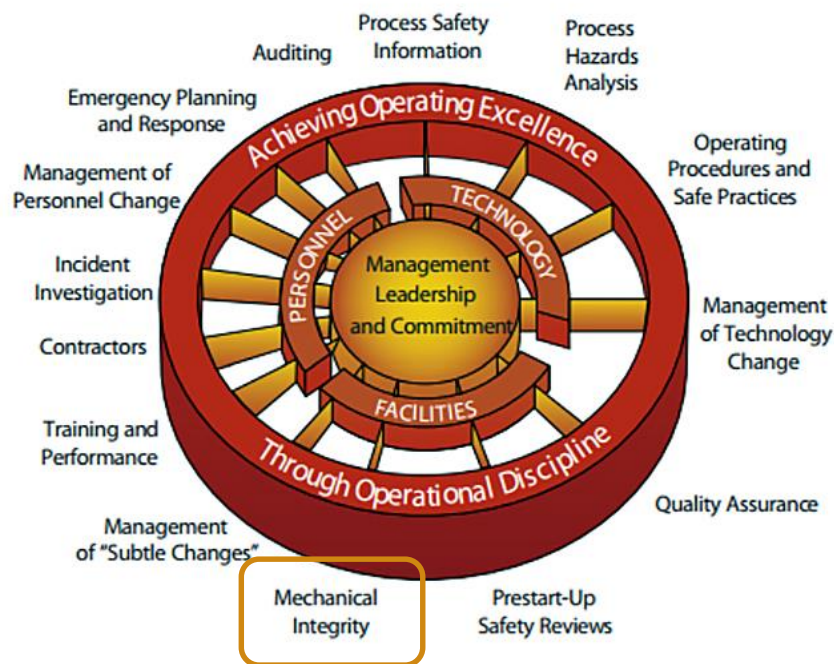 Process Safety
Information
Process
Hazards
Analysis
Auditing
Emergency Planning
and Response
Achieving Operating Excellence
Operating
Procedures and
Safe Practices
Management of
Personnel Change
TECHNOLOGY
PERSONNEL
Incident
Investigation
Management
Leadership
and Commitment
Management
of Technology
Change
Contractors
FACILITIES
Training and
Performance
Through Operational Discipline
Quality Assurance
Management
of "Subtle Changes"
Mechanical
Integrity
Prestart-Up
Safety Reviews